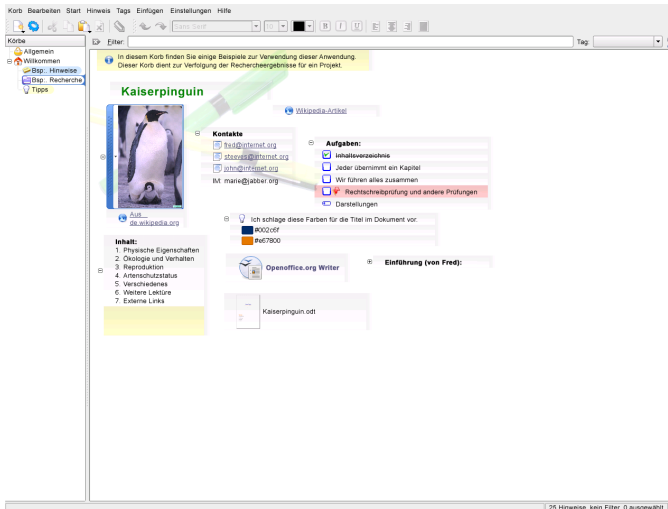 Korb Bearbeiten Start Hinweis Tags Einfügen Einstellungen Hilfe
Sans Serif 10 B I U
Körbe
Filter:
Tag:
Allgemein
Willkommen
Bsp:. Hinweise
Bsp:. Recherche
Tipps
In diesem Korb finden Sie einige Beispiele zur Verwendung dieser Anwendung.
Dieser Korb dient zur Verfolgung der Rechercheergebnisse für ein Projekt.
Kaiserpinguin
Wikipedia-Artikel
Aus
de.wikipedia.org
Kontakte
fred@internet.org
steeves@internet.org
john@internet.org
IM: marie@jabber.org
Aufgaben:
Inhaltsverzeichnis
Jeder übernimmt ein Kapitel
Wir führen alles zusammen
Rechtschreibprüfung und andere Prüfungen
Darstellungen
Ich schlage diese Farben für die Titel im Dokument vor:
#002c6f
#e67800
Inhalt:
1. Physische Eigenschaften
2. Ökologie und Verhalten
3. Reproduktion
4. Artenschutzstatus
5. Verschiedenes
6. Weitere Lektüre
7. Externe Links
Openoffice.org Writer
Einführung (von Fred):
Kaiserpinguin.odt
25 Hinweise, kein Filter, 0 ausgewählt